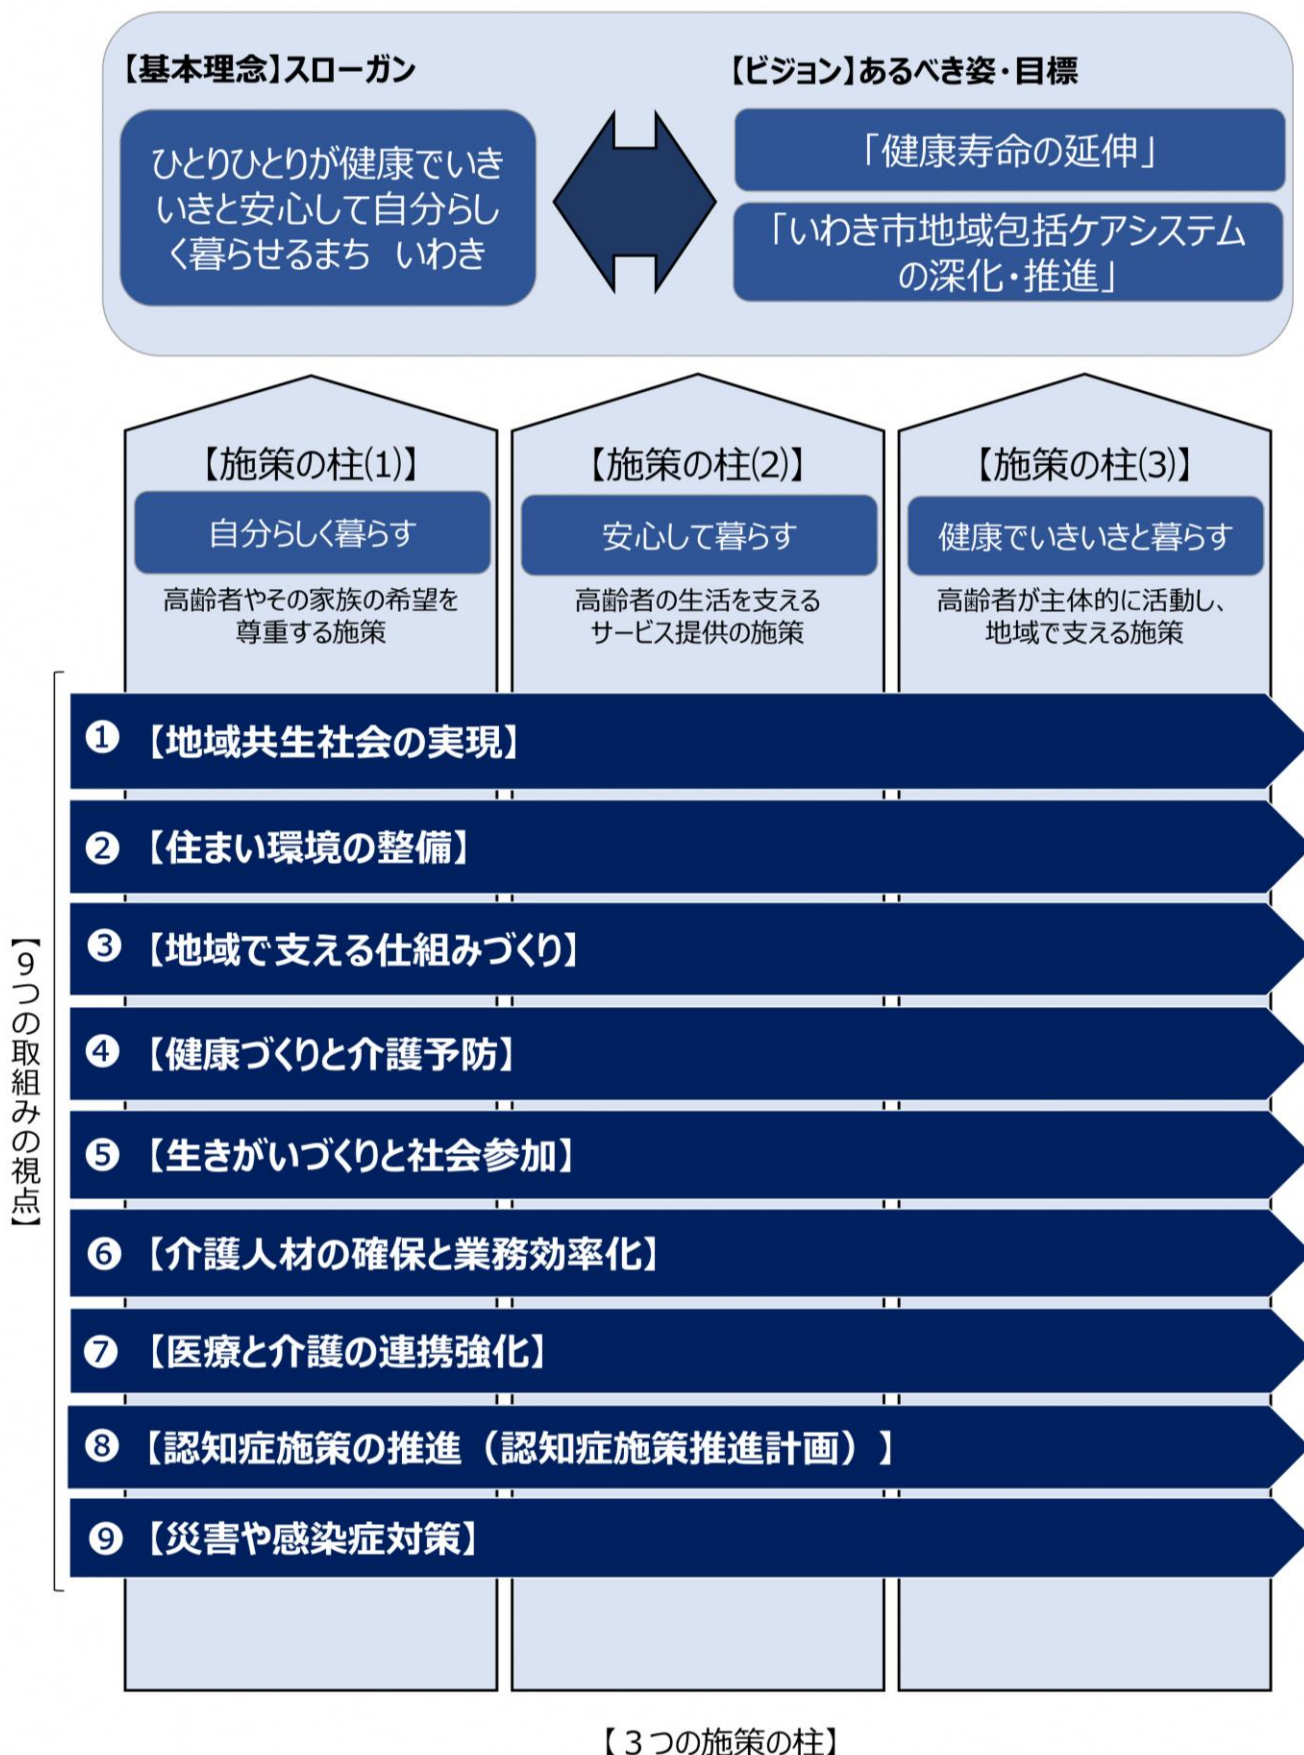 【基本理念】スローガン
ひとりひとりが健康でいき
いきと安心して自分らし
く暮らせるまち　いわき
【ビジョン】あるべき姿・目標
「健康寿命の延伸」
「いわき市地域包括ケアシステム
の深化・推進」
【施策の柱(1)】
自分らしく暮らす
高齢者やその家族の希望を
尊重する施策
【施策の柱(2)】
安心して暮らす
高齢者の生活を支える
サービス提供の施策
【施策の柱(3)】
健康でいきいきと暮らす
高齢者が主体的に活動し、
地域で支える施策
【９つの取組みの視点】
❶【地域共生社会の実現】
❷【住まい環境の整備】
❸【地域で支える仕組みづくり】
❹【健康づくりと介護予防】
❺【生きがいづくりと社会参加】
❻【介護人材の確保と業務効率化】
❼【医療と介護の連携強化】
❽【認知症施策の推進（認知症施策推進計画）】
❾【災害や感染症対策】
【３つの施策の柱】